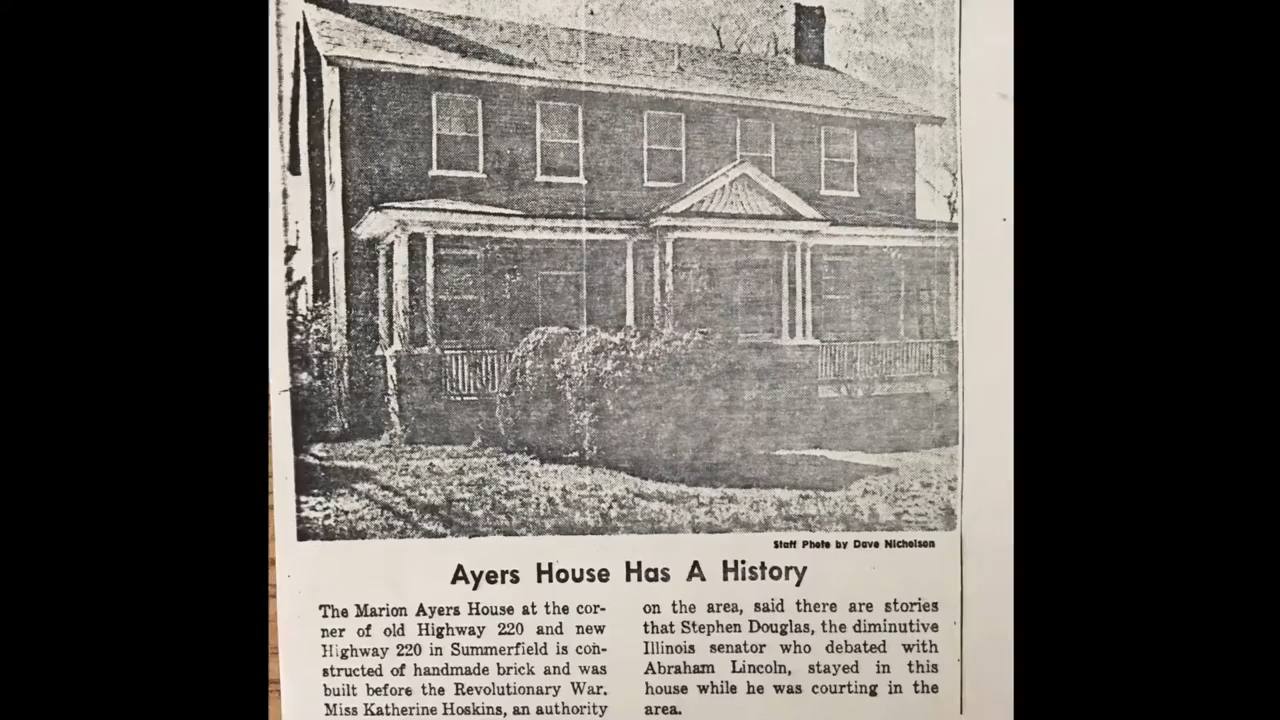 Staff Photo by Dave Nicholson
Ayers House Has A History
The Marion Ayers House at the cor-
ner of old Highway 220 and new
Highway 220 in Summerfield is con-
structed of handmade brick and was
built before the Revolutionary War.
Miss Katherine Hoskins, an authority
on the area, said there are stories
that Stephen Douglas, the diminutive
Illinois senator who debated with
Abraham Lincoln, stayed in this
house while he was courting in the
area.